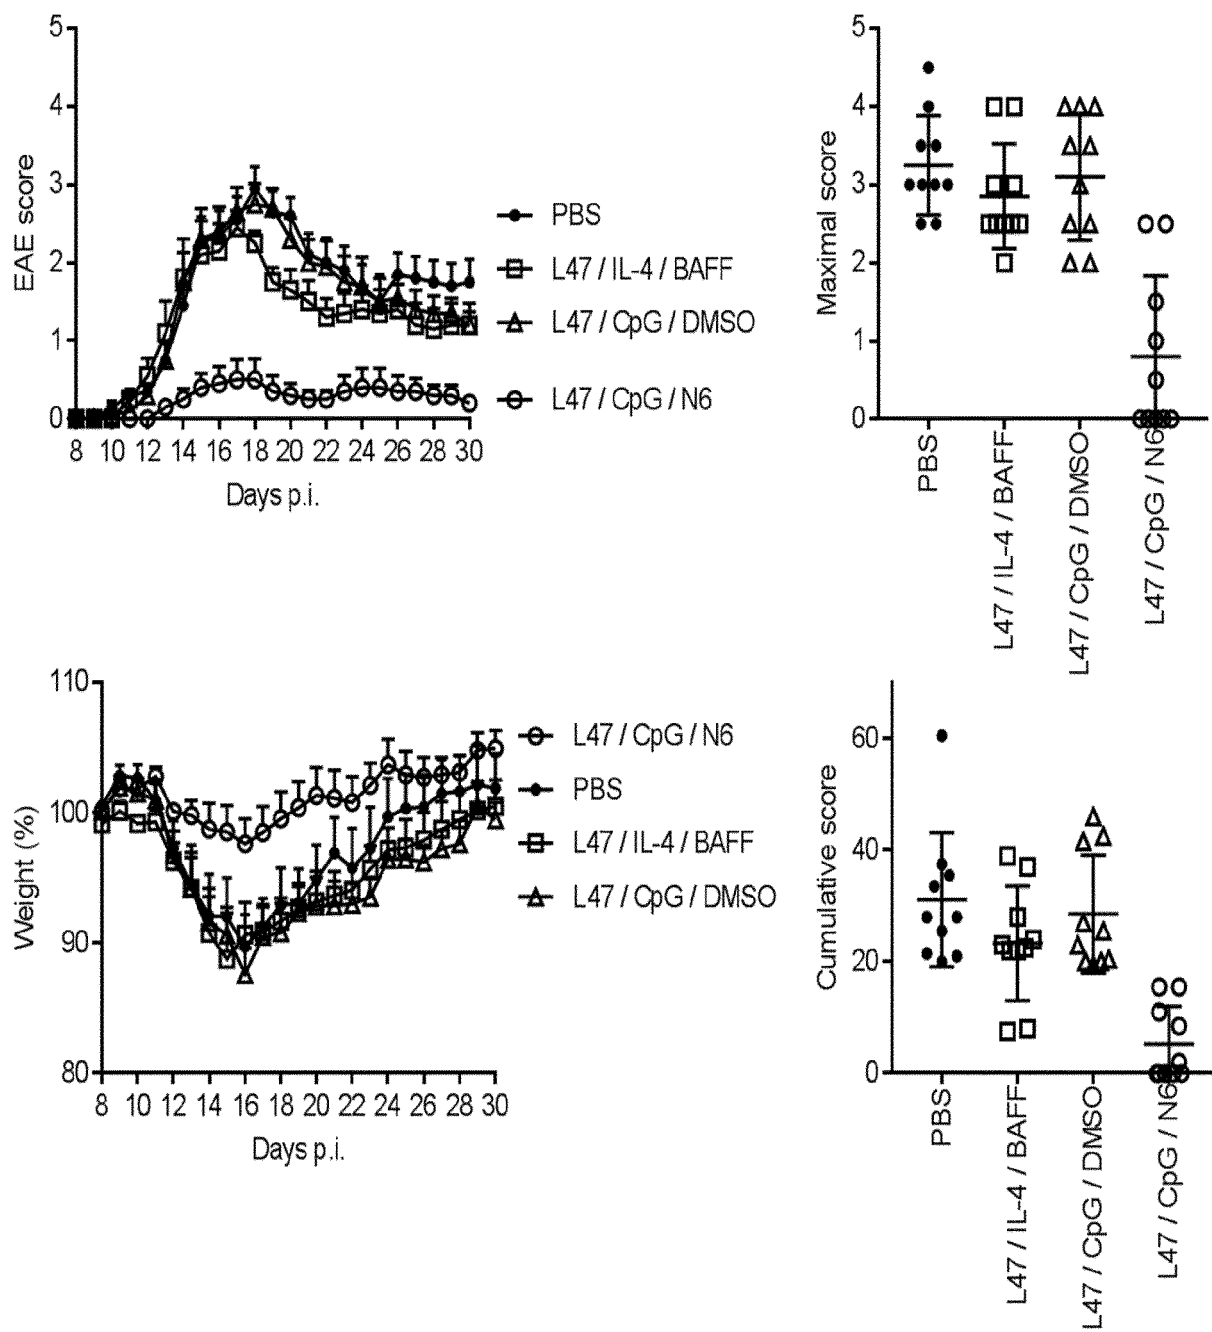 5
4
3
2
1
0
EAE score
8 10 12 14 16 18 20 22 24 26 28 30
Days p.i.
PBS
L47 / IL-4 / BAFF
L47 / CpG / DMSO
L47 / CpG / N6
5
4
3
2
1
0
Maximal score
PBS
L47 / IL-4 / BAFF
L47 / CpG / DMSO
L47 / CpG / N6
110
100
90
80
Weight (%)
8 10 12 14 16 18 20 22 24 26 28 30
Days p.i.
L47 / CpG / N6
PBS
L47 / IL-4 / BAFF
L47 / CpG / DMSO
60
40
20
0
Cumulative score
PBS
L47 / IL-4 / BAFF
L47 / CpG / DMSO
L47 / CpG / N6